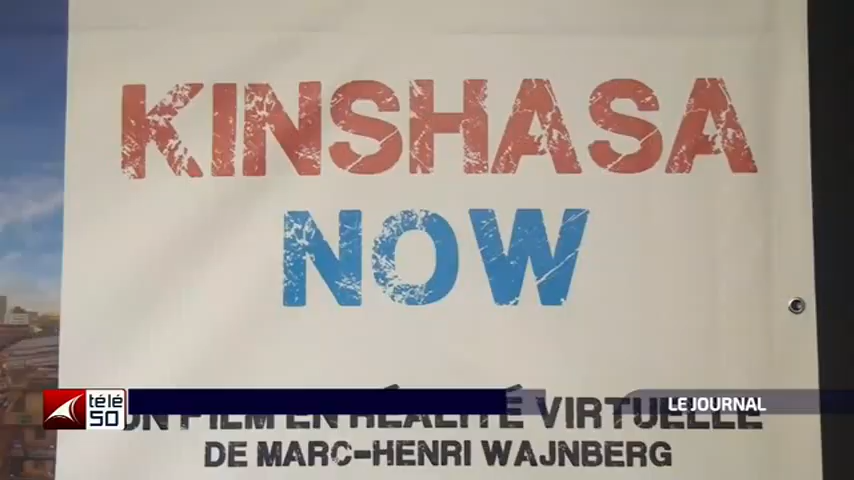 KINSHASA
NOW
télé
50
LE JOURNAL
UN FILM EN RÉALITÉ VIRTUELLE
DE MARC-HENRI WAJNBERG